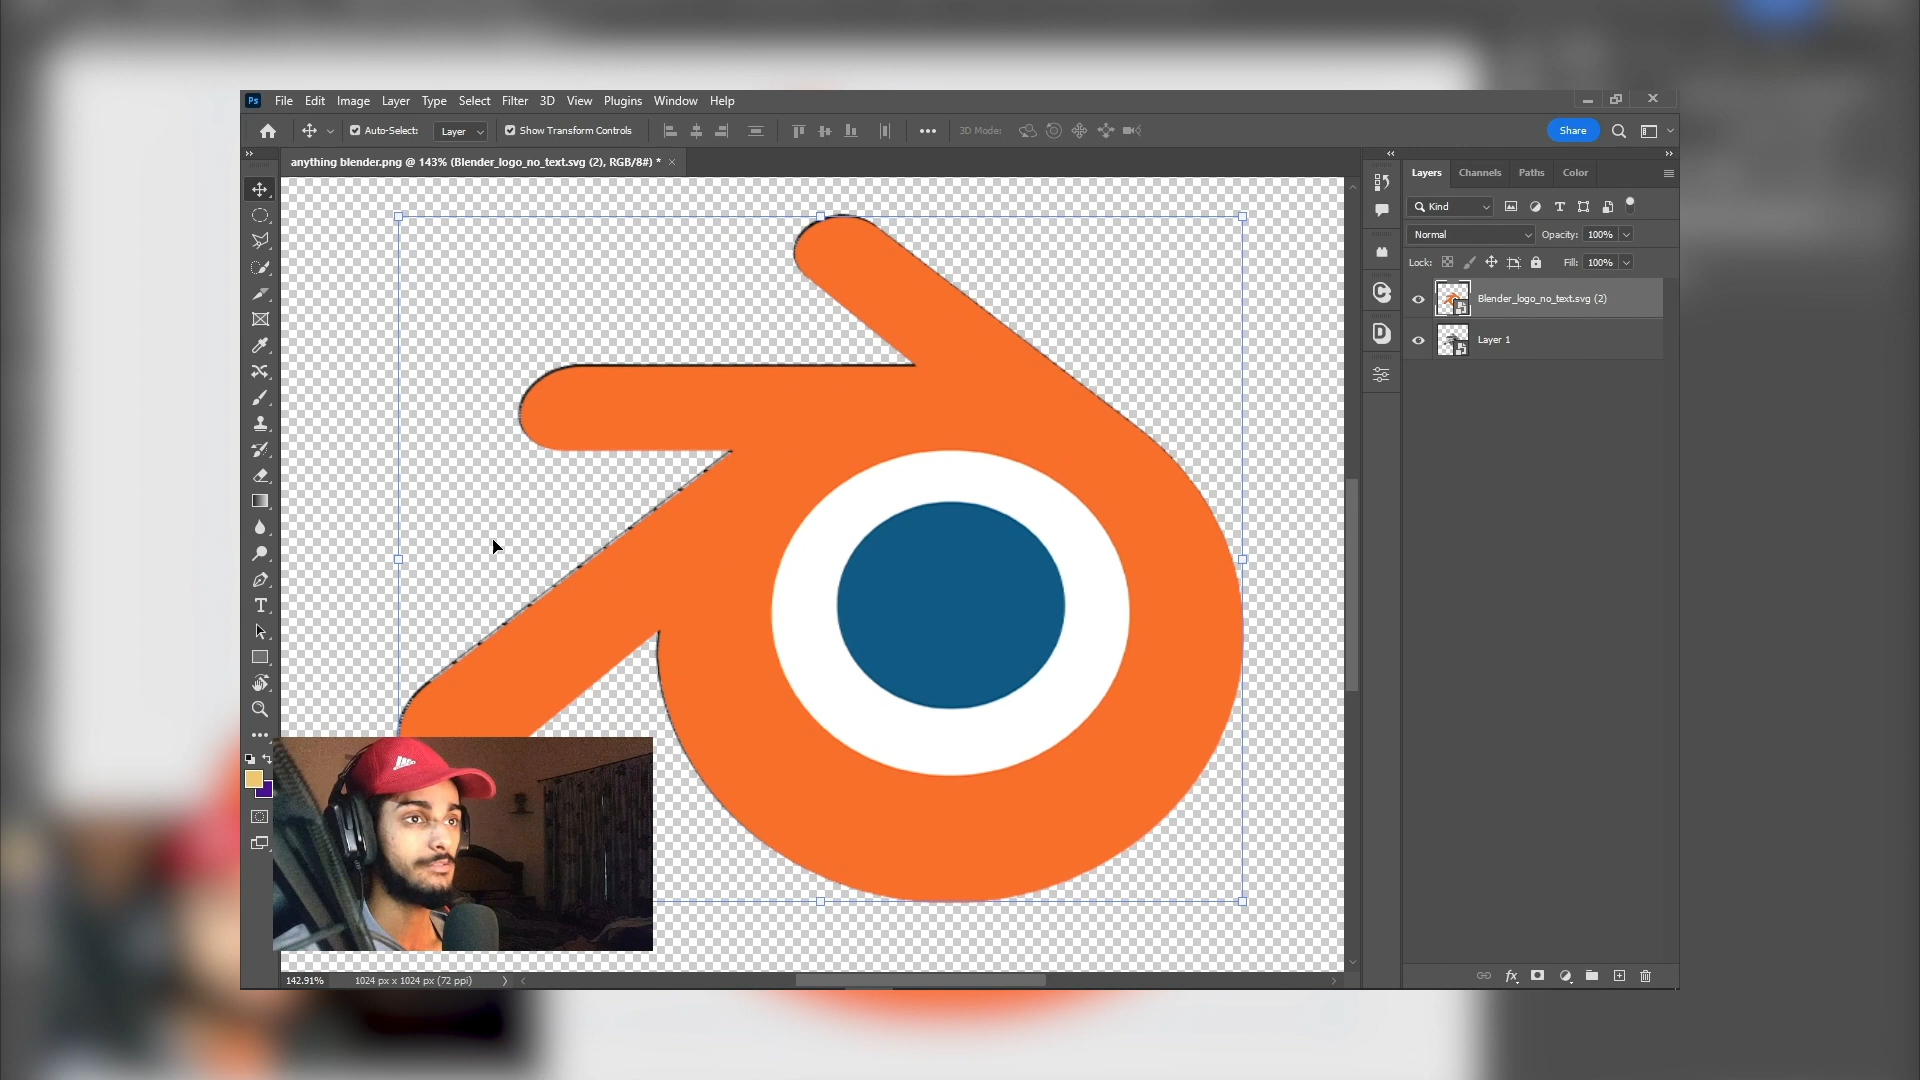 Ps File Edit Image Layer Type Select Filter 3D View Plugins Window Help
Auto-Select: Layer Show Transform Controls 3D Mode: Share
anything blender.png @ 143% (Blender_logo_no_text.svg (2), RGB/8#) *
Layers Channels Paths Color
Kind
Normal Opacity: 100%
Lock: Fill: 100%
Blender_logo_no_text.svg (2)
Layer 1
142.91% 1024 px x 1024 px (72 ppi)